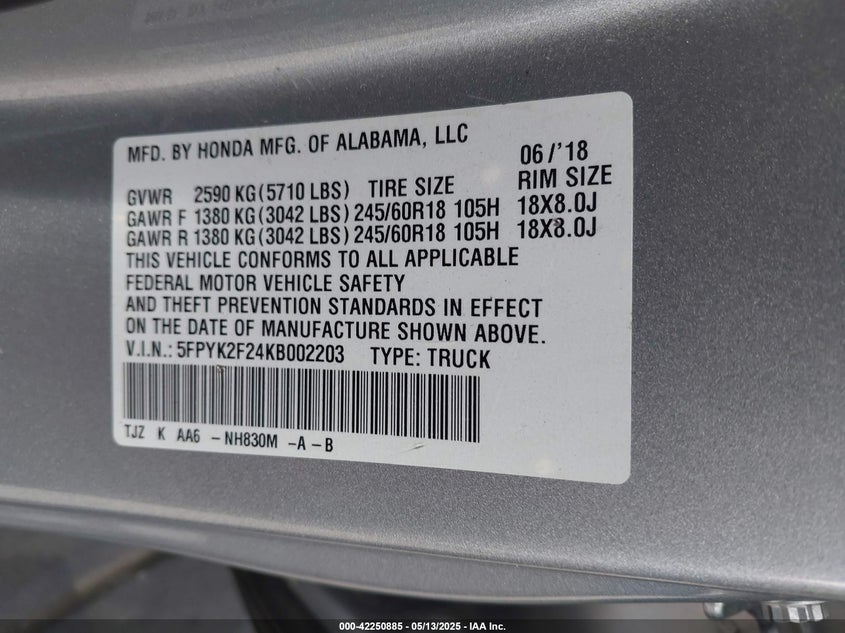 MFD. BY HONDA MFG. OF ALABAMA, LLC 06/'18
GVWR 2590 KG(5710 LBS) TIRE SIZE RIM SIZE
GAWR F 1380 KG(3042 LBS) 245/60R18 105H 18X8.0J
GAWR R 1380 KG(3042 LBS) 245/60R18 105H 18X8.0J
THIS VEHICLE CONFORMS TO ALL APPLICABLE
FEDERAL MOTOR VEHICLE SAFETY
AND THEFT PREVENTION STANDARDS IN EFFECT
ON THE DATE OF MANUFACTURE SHOWN ABOVE.
V.I.N.: 5FPYK2F24KB002203 TYPE: TRUCK
TJZ K AA6 -NH830M -A-B
000-42250885 - 05/13/2025 - IAA Inc.